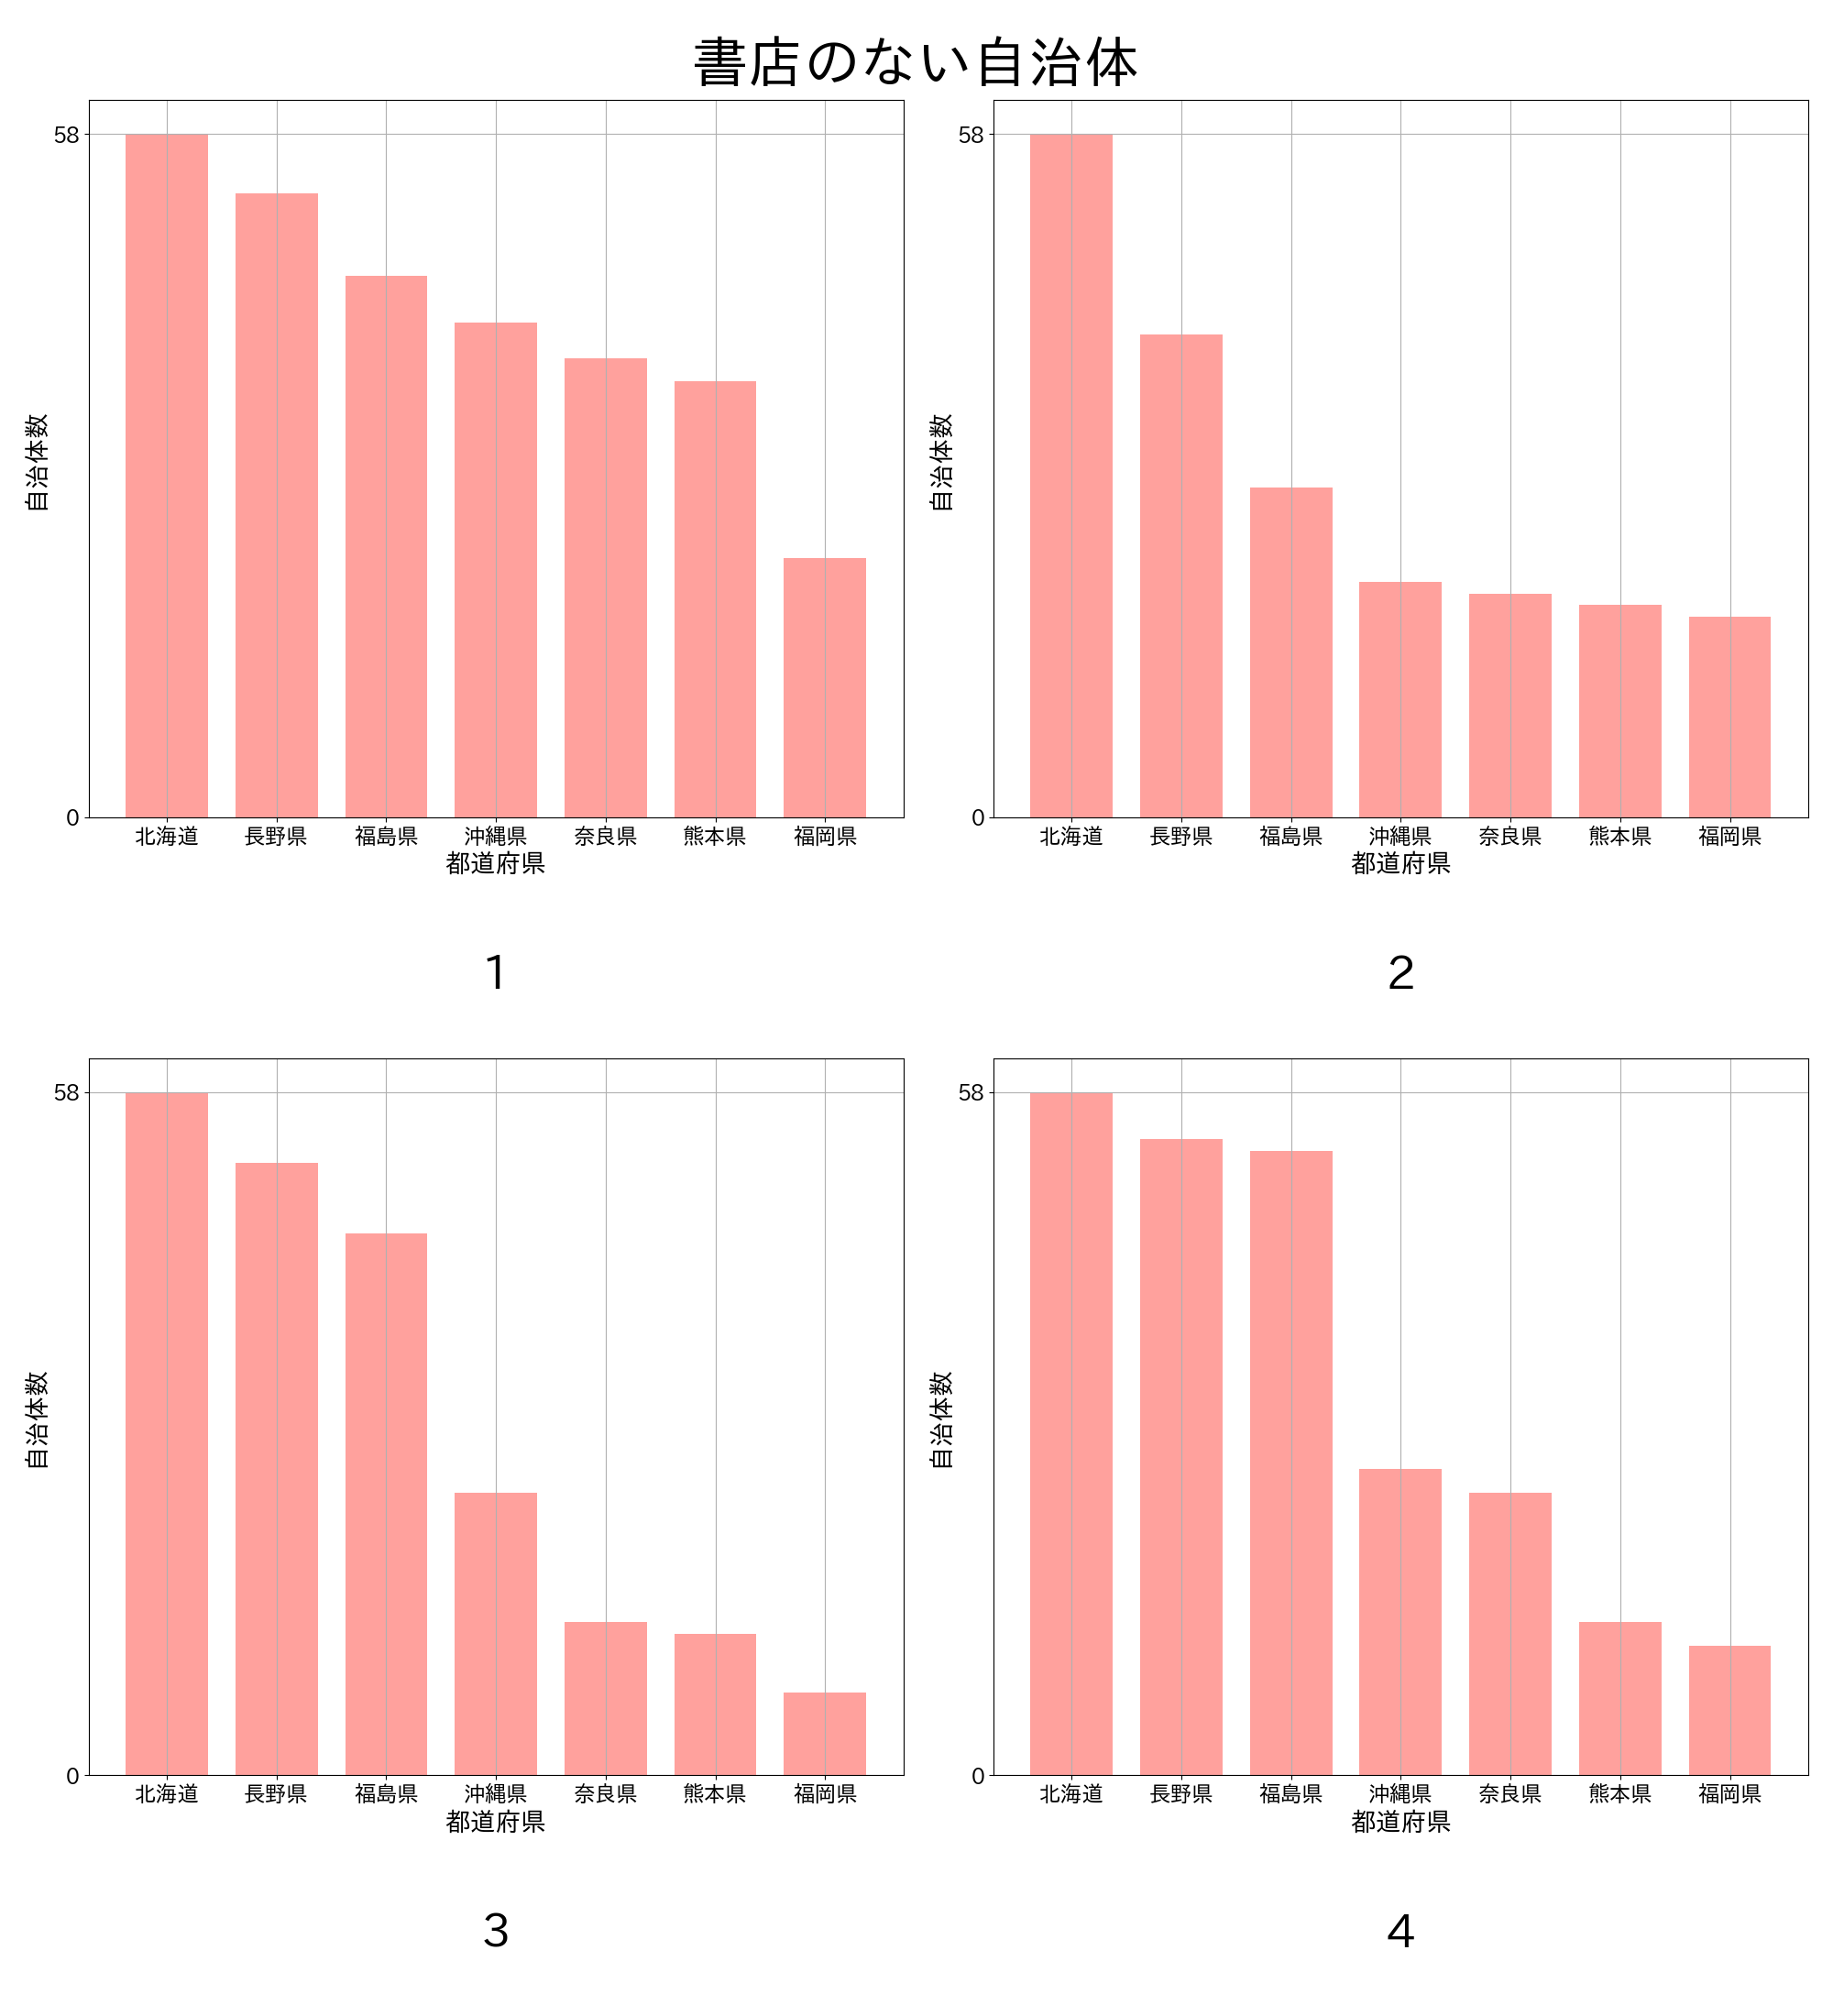 書店のない自治体
58
0
自治体数
北海道 長野県 福島県 沖縄県 奈良県 熊本県 福岡県
都道府県
1
58
0
自治体数
北海道 長野県 福島県 沖縄県 奈良県 熊本県 福岡県
都道府県
2
58
0
自治体数
北海道 長野県 福島県 沖縄県 奈良県 熊本県 福岡県
都道府県
3
58
0
自治体数
北海道 長野県 福島県 沖縄県 奈良県 熊本県 福岡県
都道府県
4